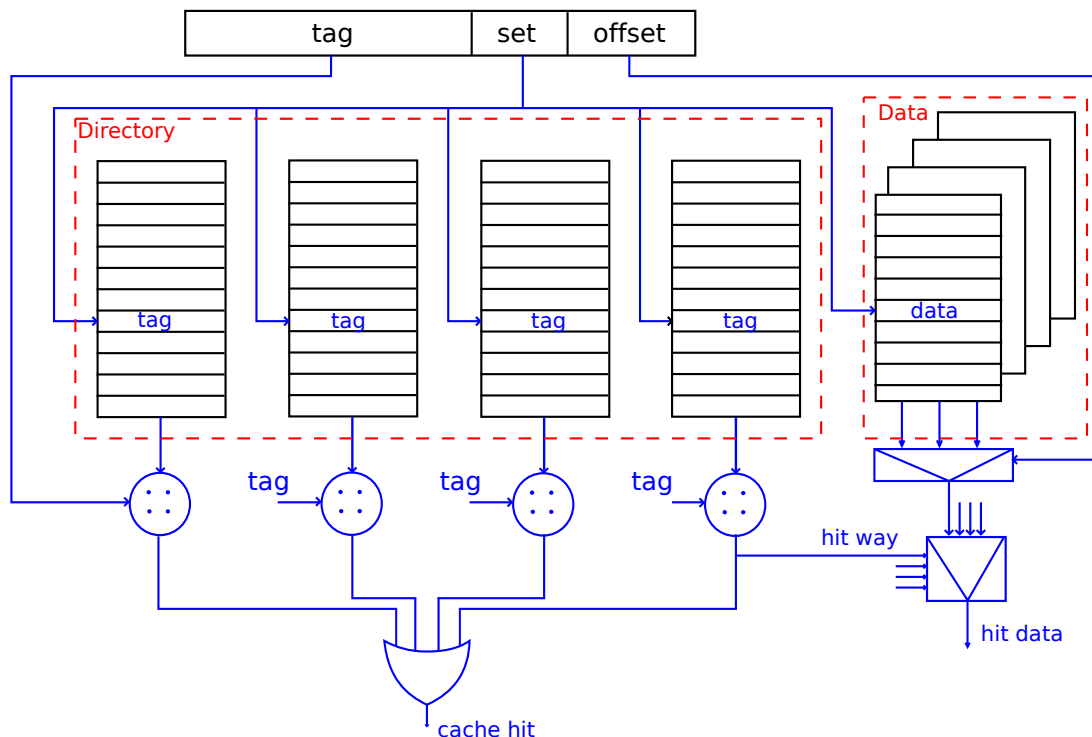 tag set offset
Directory
Data
tag tag tag tag data
tag tag tag
hit way
hit data
cache hit